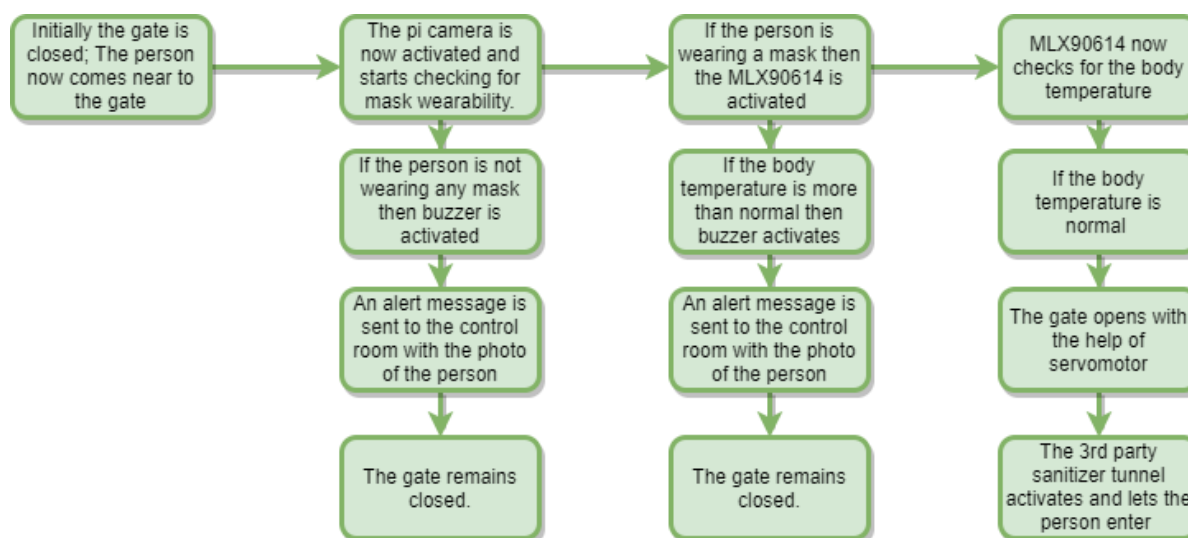 Initially the gate is
closed; The person
now comes near to
the gate
The pi camera is
now activated and
starts checking for
mask wearability.
If the person is
wearing a mask then
the MLX90614 is
activated
MLX90614 now
checks for the body
temperature
If the person is not
wearing any mask
then buzzer is
activated
If the body
temperature is more
than normal then
buzzer activates
If the body
temperature is
normal
An alert message is
sent to the control
room with the photo
of the person
An alert message is
sent to the control
room with the photo
of the person
The gate opens with
the help of
servomotor
The gate remains
closed.
The gate remains
closed.
The 3rd party
sanitizer tunnel
activates and lets the
person enter